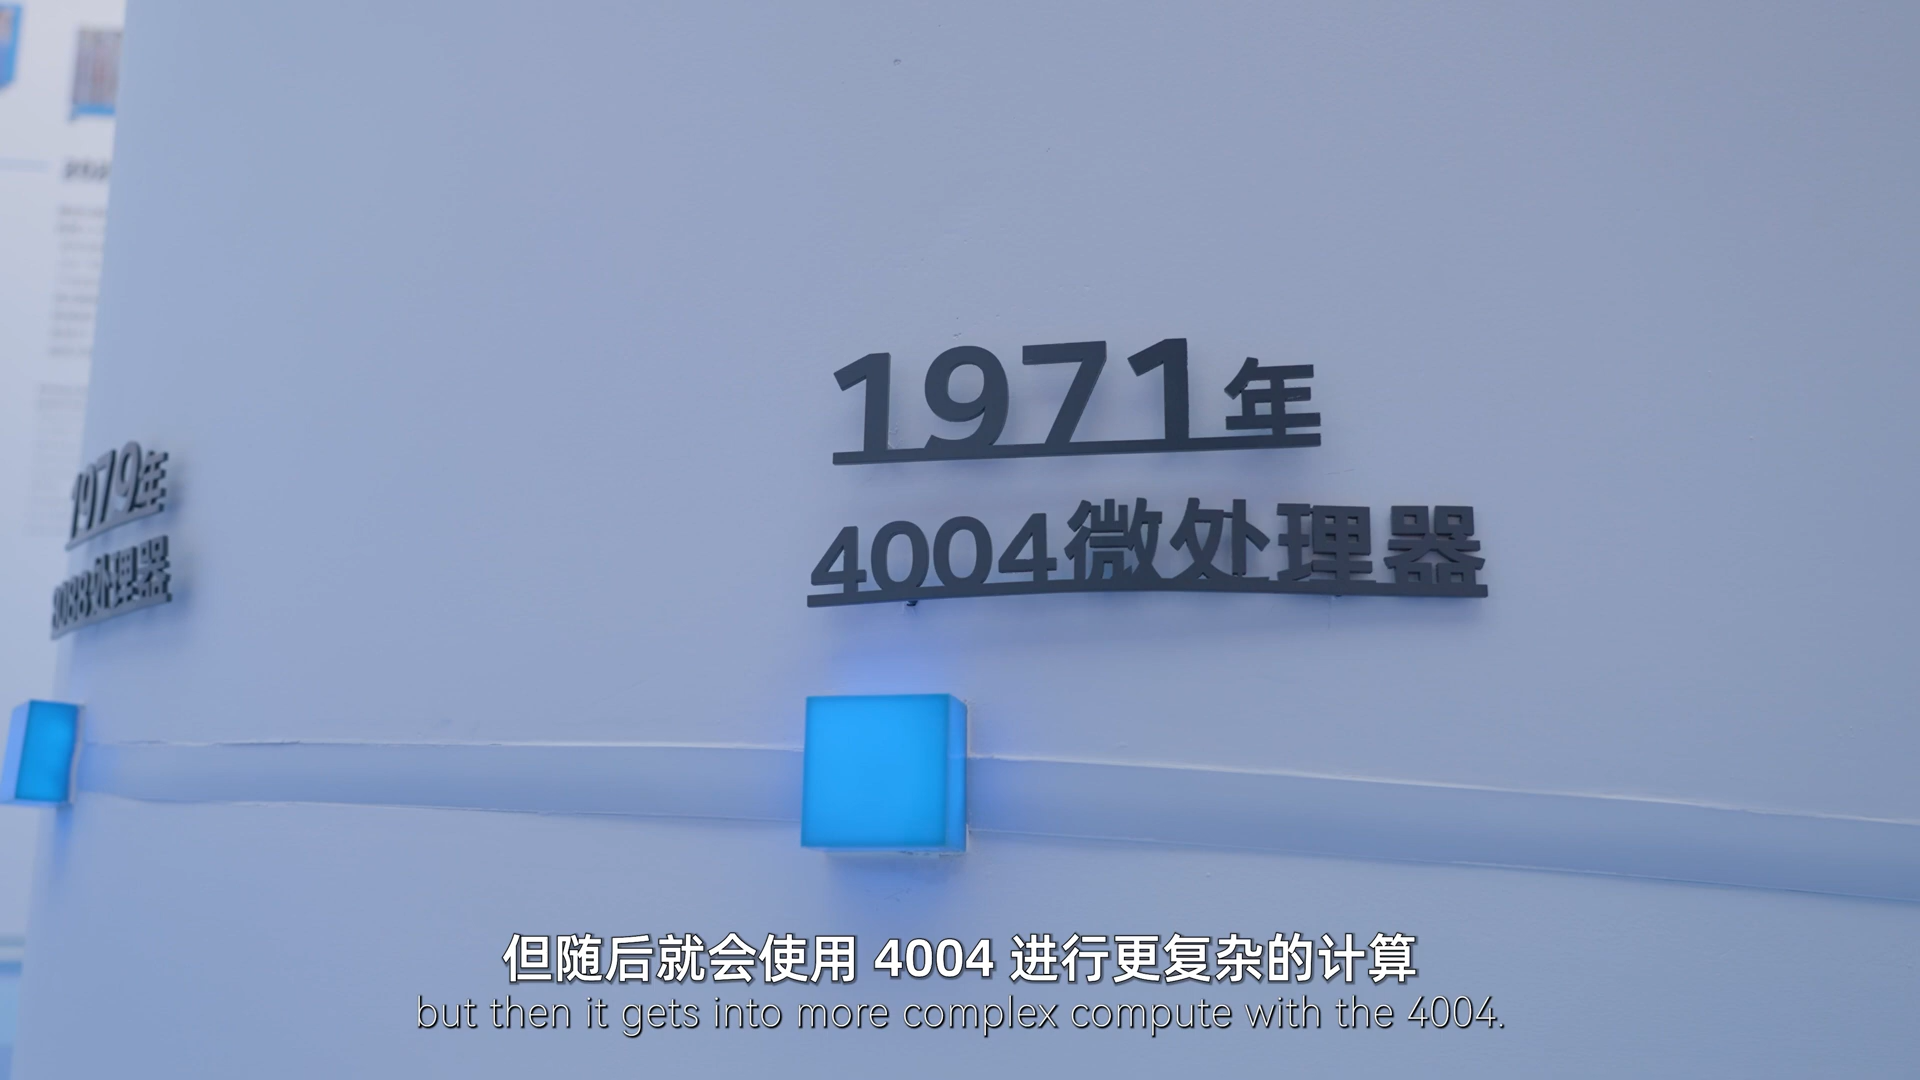 1971年
4004微处理器
1979年
8088处理器
但随后就会使用 4004 进行更复杂的计算
but then it gets into more complex compute with the 4004.